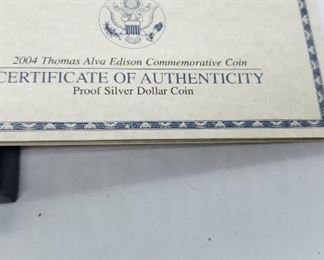 2004 Thomas Alva Edison Commemorative Coin
CERTIFICATE OF AUTHENTICITY
Proof Silver Dollar Coin